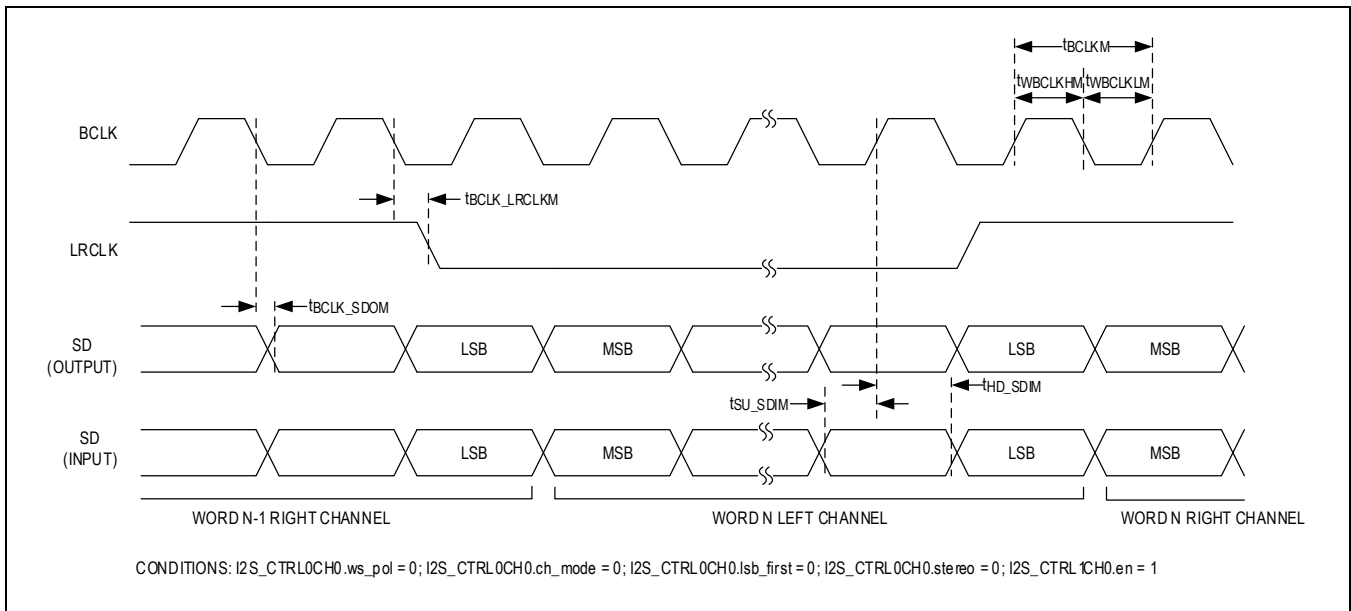 tBCLKM
tWBCLKHM tWBCLKLM
BCLK
tBCLK_LRCLKM
LRCLK
tBCLK_SDOM
SD
(OUTPUT)
LSB MSB LSB MSB
tHD_SDIM
tSU_SDIM
SD
(INPUT)
LSB MSB LSB MSB
WORD N-1 RIGHT CHANNEL WORD N LEFT CHANNEL WORD N RIGHT CHANNEL
CONDITIONS: I2S_CTRL0CH0.ws_pol = 0; I2S_CTRL0CH0.ch_mode = 0; I2S_CTRL0CH0.lsb_first = 0; I2S_CTRL0CH0.stereo = 0; I2S_CTRL1CH0.en = 1